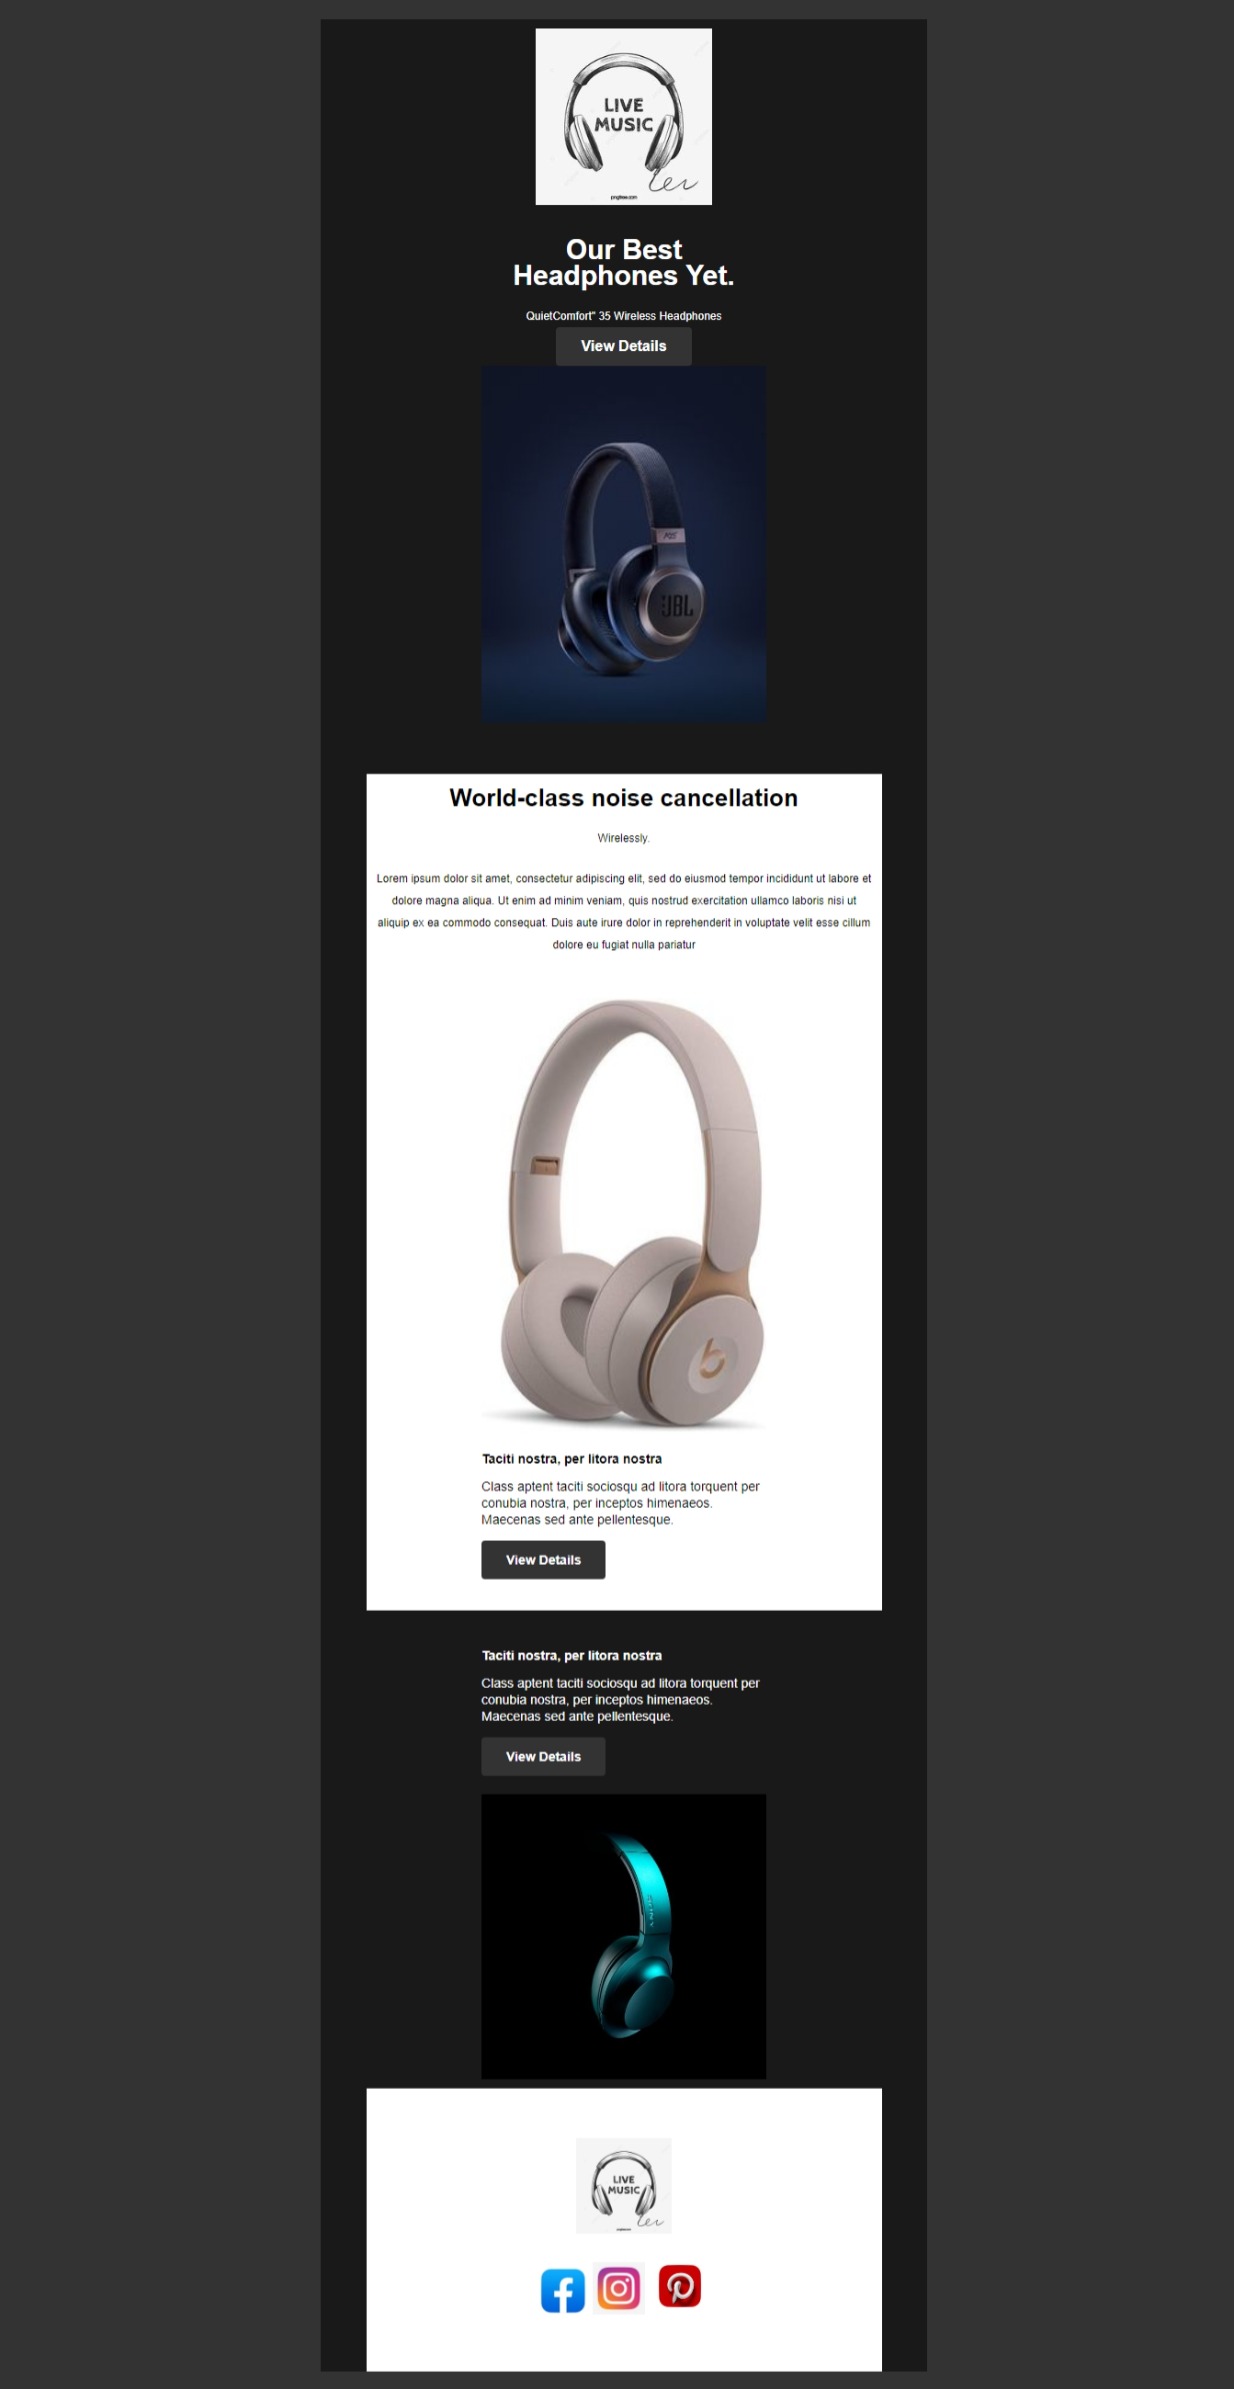 LIVE
MUSIC
pngtree.com
Our Best
Headphones Yet.
QuietComfort" 35 Wireless Headphones
View Details
JBL
World-class noise cancellation
Wirelessly.
Lorem ipsum dolor sit amet, consectetur adipiscing elit, sed do eiusmod tempor incididunt ut labore et
dolore magna aliqua. Ut enim ad minim veniam, quis nostrud exercitation ullamco laboris nisi ut
aliquip ex ea commodo consequat. Duis aute irure dolor in reprehenderit in voluptate velit esse cillum
dolore eu fugiat nulla pariatur
b
Taciti nostra, per litora nostra
Class aptent taciti sociosqu ad litora torquent per
conubia nostra, per inceptos himenaeos.
Maecenas sed ante pellentesque.
View Details
Taciti nostra, per litora nostra
Class aptent taciti sociosqu ad litora torquent per
conubia nostra, per inceptos himenaeos.
Maecenas sed ante pellentesque.
View Details
SONY
LIVE
MUSIC